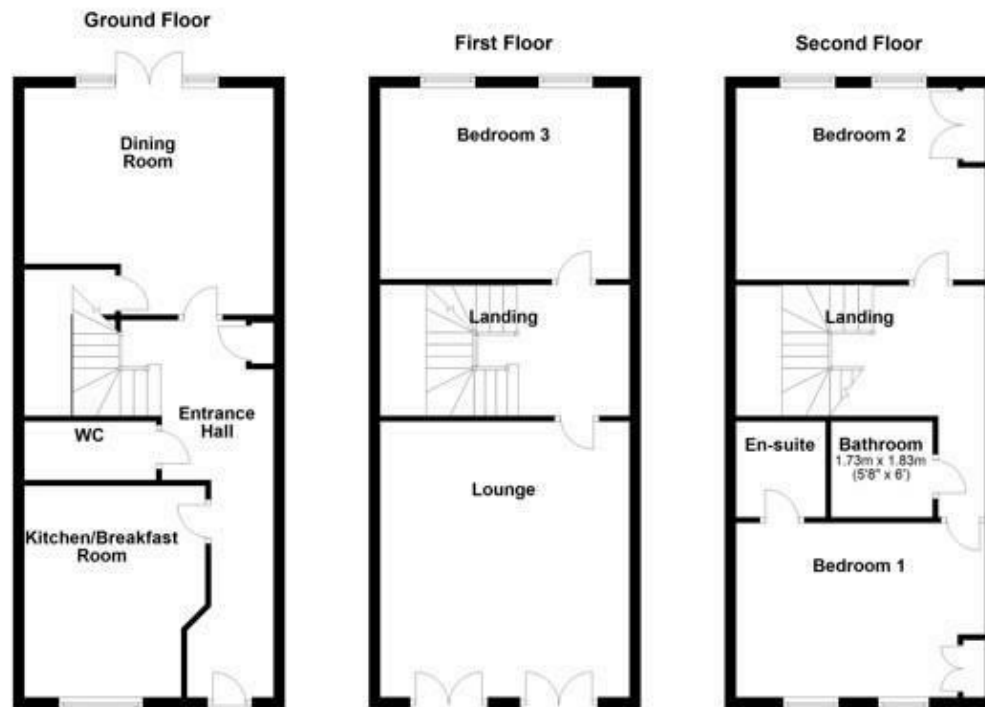 Ground Floor
Dining
Room
WC
Entrance
Hall
Kitchen/Breakfast
Room
First Floor
Bedroom 3
Landing
Lounge
Second Floor
Bedroom 2
Landing
En-suite
Bathroom
1.73m x 1.83m
(5'8" x 6')
Bedroom 1